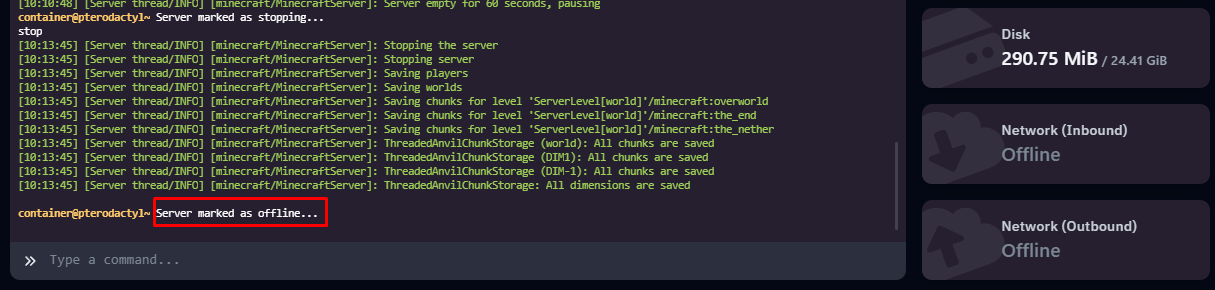 [10:10:48] [Server thread/INFO] [minecraft/MinecraftServer]: Server empty for 60 seconds, pausing
container@pterodactyl~ Server marked as stopping...
stop
[10:13:45] [Server thread/INFO] [minecraft/MinecraftServer]: Stopping the server
[10:13:45] [Server thread/INFO] [minecraft/MinecraftServer]: Stopping server
[10:13:45] [Server thread/INFO] [minecraft/MinecraftServer]: Saving players
[10:13:45] [Server thread/INFO] [minecraft/MinecraftServer]: Saving worlds
[10:13:45] [Server thread/INFO] [minecraft/MinecraftServer]: Saving chunks for level 'ServerLevel[world]'/minecraft:overworld
[10:13:45] [Server thread/INFO] [minecraft/MinecraftServer]: Saving chunks for level 'ServerLevel[world]'/minecraft:the_end
[10:13:45] [Server thread/INFO] [minecraft/MinecraftServer]: Saving chunks for level 'ServerLevel[world]'/minecraft:the_nether
[10:13:45] [Server thread/INFO] [minecraft/MinecraftServer]: ThreadedAnvilChunkStorage (world): All chunks are saved
[10:13:45] [Server thread/INFO] [minecraft/MinecraftServer]: ThreadedAnvilChunkStorage (DIM1): All chunks are saved
[10:13:45] [Server thread/INFO] [minecraft/MinecraftServer]: ThreadedAnvilChunkStorage (DIM-1): All chunks are saved
[10:13:45] [Server thread/INFO] [minecraft/MinecraftServer]: ThreadedAnvilChunkStorage: All dimensions are saved
container@pterodactyl~ Server marked as offline...
» Type a command...
Disk
290.75 MiB / 24.41 GiB
Network (Inbound)
Offline
Network (Outbound)
Offline